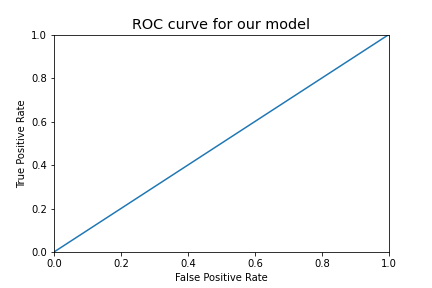 ROC curve for our model
1.0
0.8
0.6
0.4
0.2
0.0
True Positive Rate
0.0 0.2 0.4 0.6 0.8 1.0
False Positive Rate